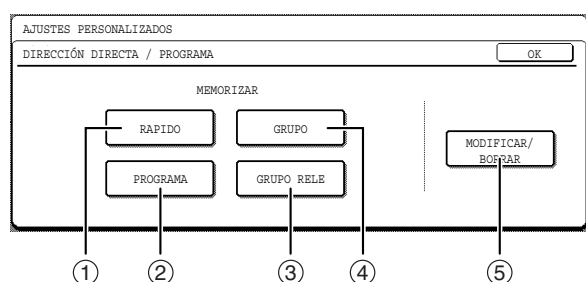 AJUSTES PERSONALIZADOS
DIRECCIÓN DIRECTA / PROGRAMA
OK
MEMORIZAR
RAPIDO
GRUPO
MODIFICAR/
BORRAR
PROGRAMA
GRUPO RELE
1 2 3 4 5